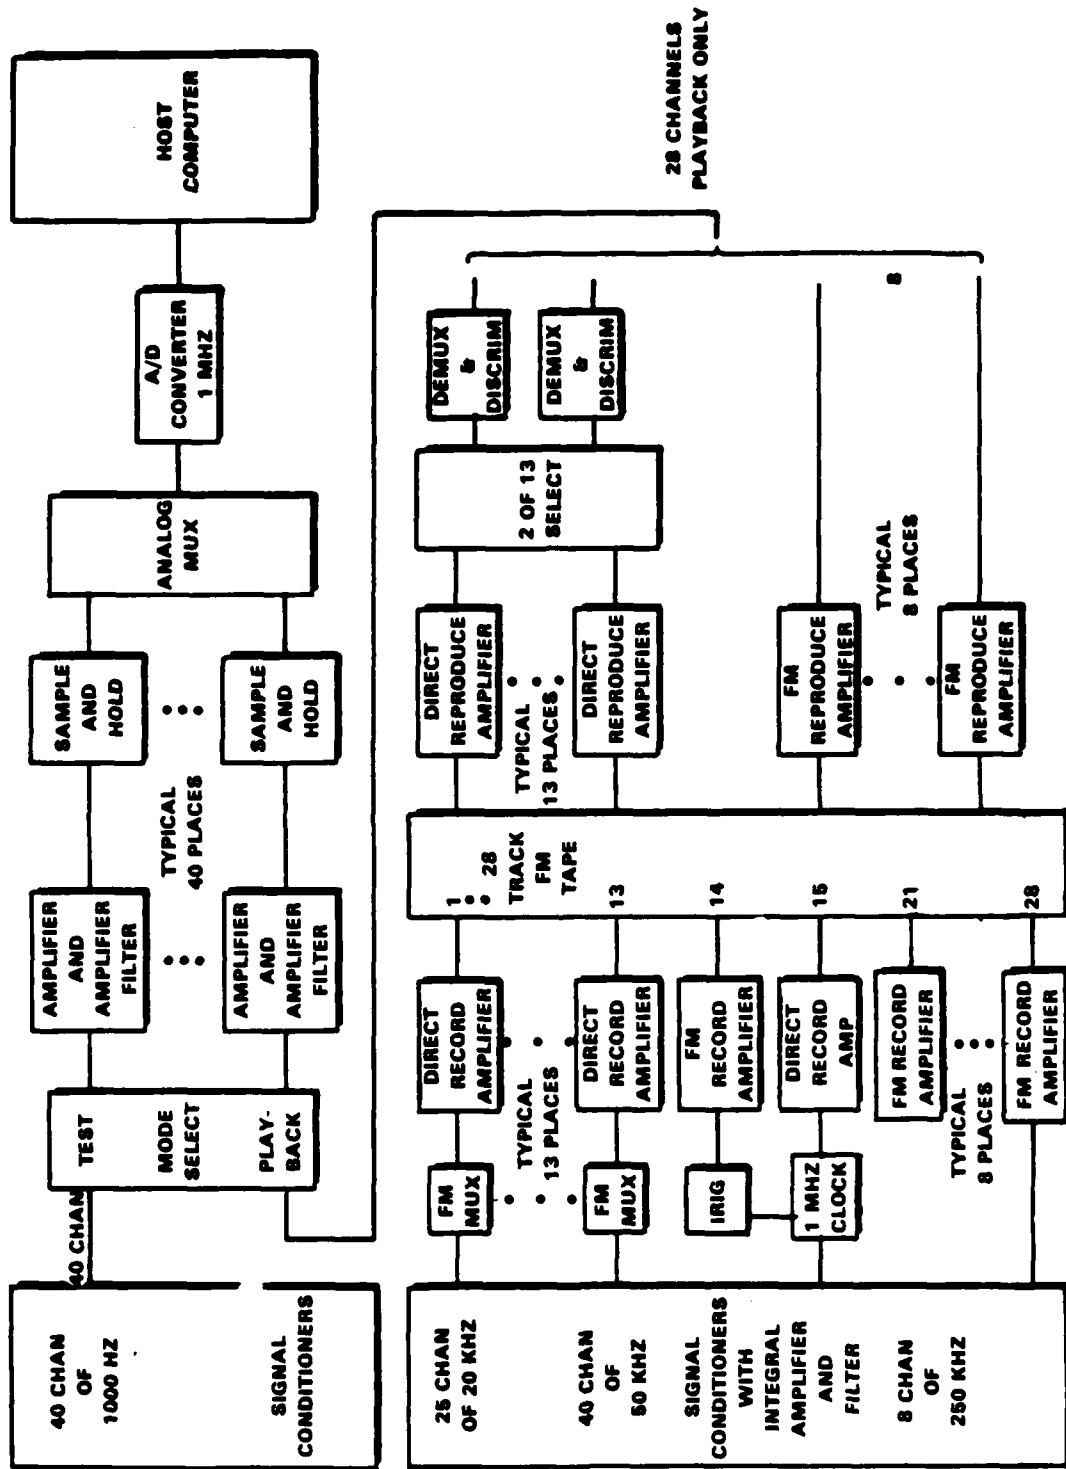 40 CHAN
OF
1000 HZ
SIGNAL
CONDITIONERS
40 CHAN
TEST
MODE
SELECT
PLAY-
BACK
AMPLIFIER
AND
AMPLIFIER
FILTER
TYPICAL
40 PLACES
AMPLIFIER
AND
AMPLIFIER
FILTER
SAMPLE
AND
HOLD
SAMPLE
AND
HOLD
ANALOG
MUX
A/D
CONVERTER
1 MHZ
HOST
COMPUTER
25 CHAN
OF 20 KHZ
40 CHAN
OF
50 KHZ
SIGNAL
CONDITIONERS
WITH
INTEGRAL
AMPLIFIER
AND
FILTER
8 CHAN
OF
250 KHZ
FM
MUX
TYPICAL
13 PLACES
FM
MUX
IRIG
1 MHZ
CLOCK
DIRECT
RECORD
AMPLIFIER
DIRECT
RECORD
AMPLIFIER
FM
RECORD
AMPLIFIER
DIRECT
RECORD
AMP
FM RECORD
AMPLIFIER
TYPICAL
8 PLACES
FM RECORD
AMPLIFIER
1
28
TRACK
FM
TAPE
13
14
15
21
28
DIRECT
REPRODUCE
AMPLIFIER
TYPICAL
13 PLACES
DIRECT
REPRODUCE
AMPLIFIER
FM
REPRODUCE
AMPLIFIER
TYPICAL
8 PLACES
FM
REPRODUCE
AMPLIFIER
2 OF 13
SELECT
DEMUX
&
DISCRIM
DEMUX
&
DISCRIM
8
28 CHANNELS
PLAYBACK ONLY